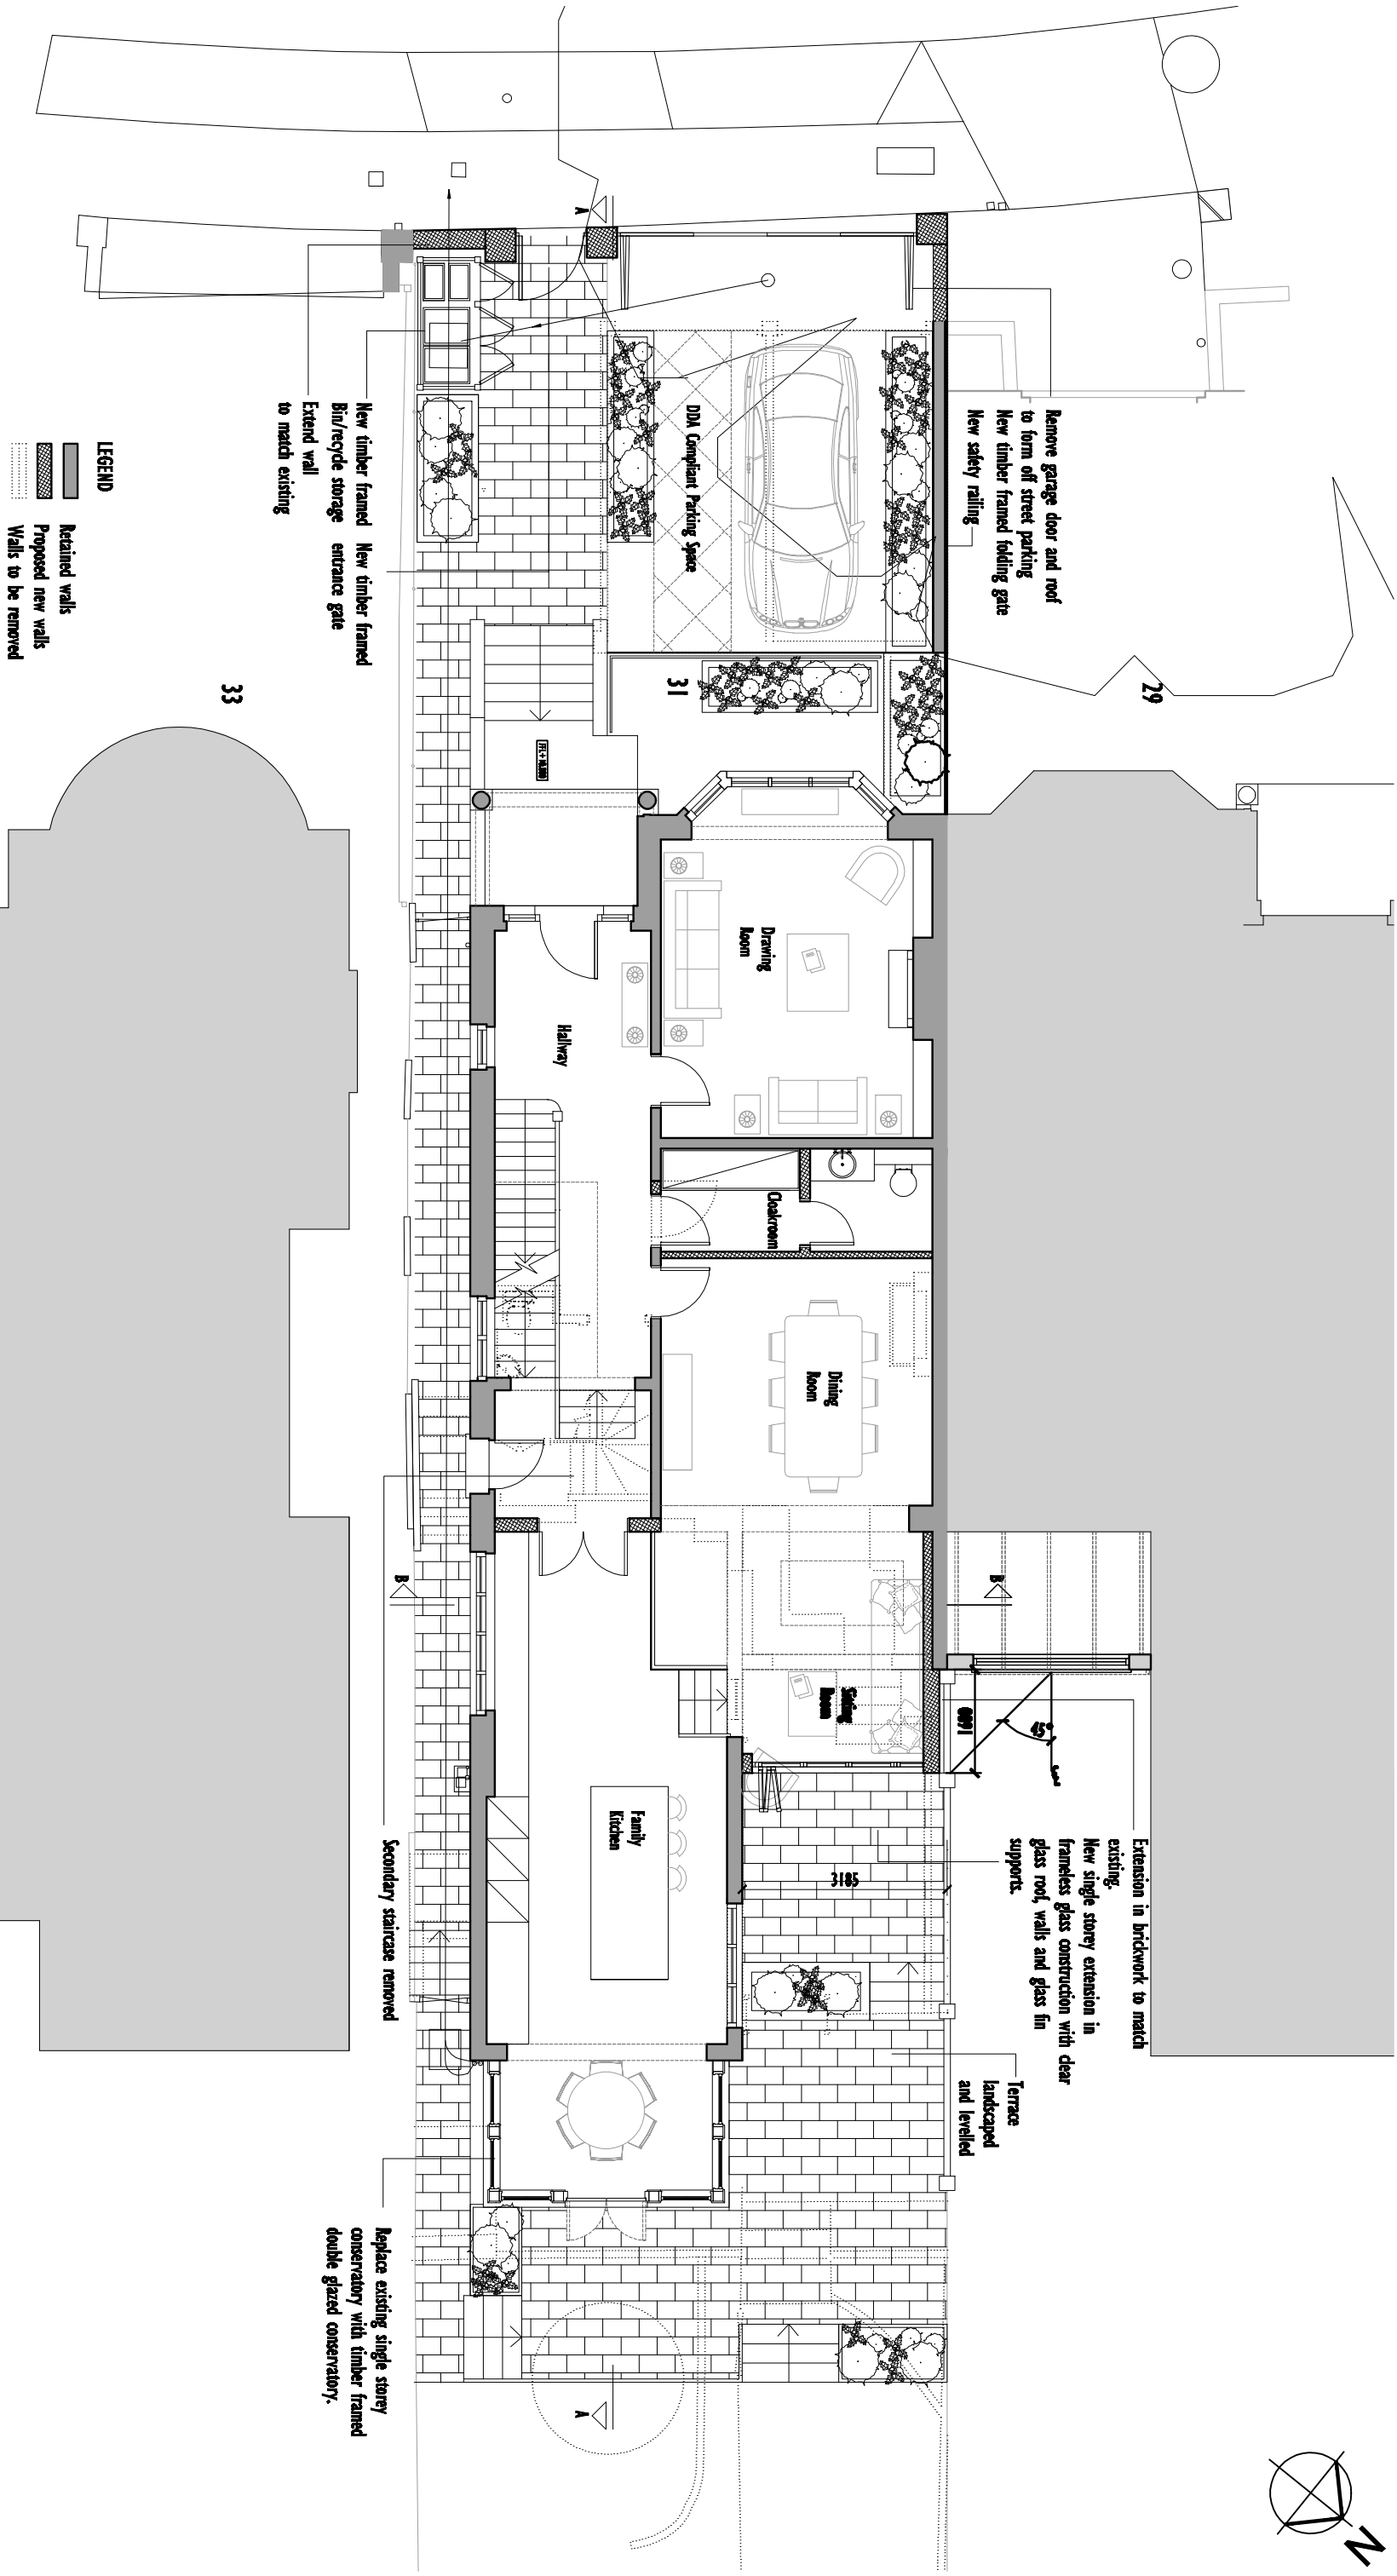 Remove garage door and roof
to form off street parking
New timber framed folding gate
New safety railing
29
31
33
DDA Compliant Parking Space
New timber framed
Bin/recycle storage
New timber framed
entrance gate
Extend wall
to match existing
LEGEND
Retained walls
Proposed new walls
Walls to be removed
A
FFL + 10.000
Drawing
Room
Hallway
Cloakroom
Dining
Room
Sitting
Room
Family
Kitchen
B
B
1600
45°
3185
Extension in brickwork to match
existing.
New single storey extension in
frameless glass construction with clear
glass roof, walls and glass fin
supports.
Secondary staircase removed
Terrace
landscaped
and levelled
Replace existing single storey
conservatory with timber framed
double glazed conservatory.
A
N